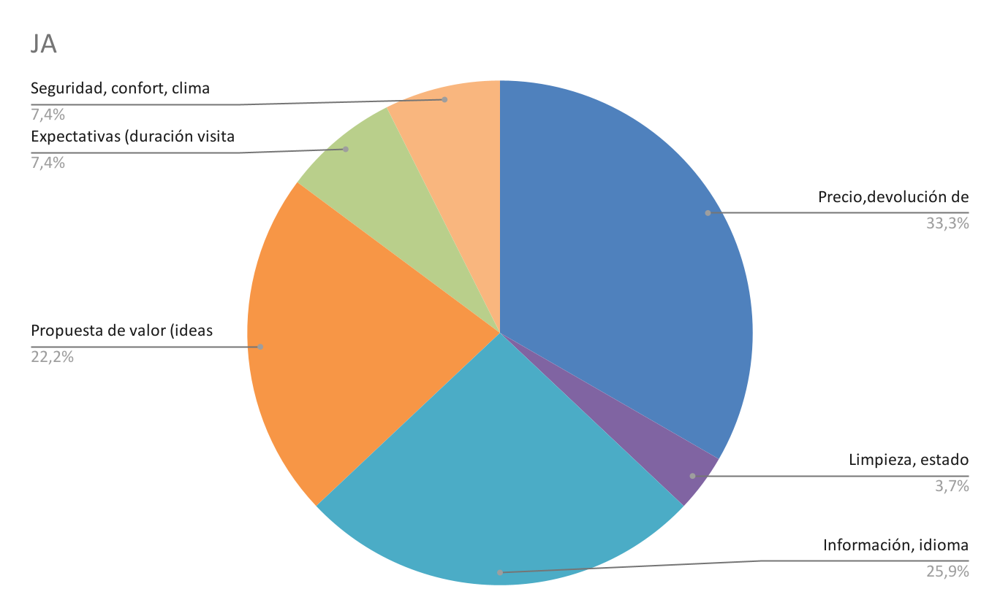 JA
Seguridad, confort, clima
7,4%
Expectativas (duración visita
7,4%
Propuesta de valor (ideas
22,2%
Precio,devolución de
33,3%
Limpieza, estado
3,7%
Información, idioma
25,9%